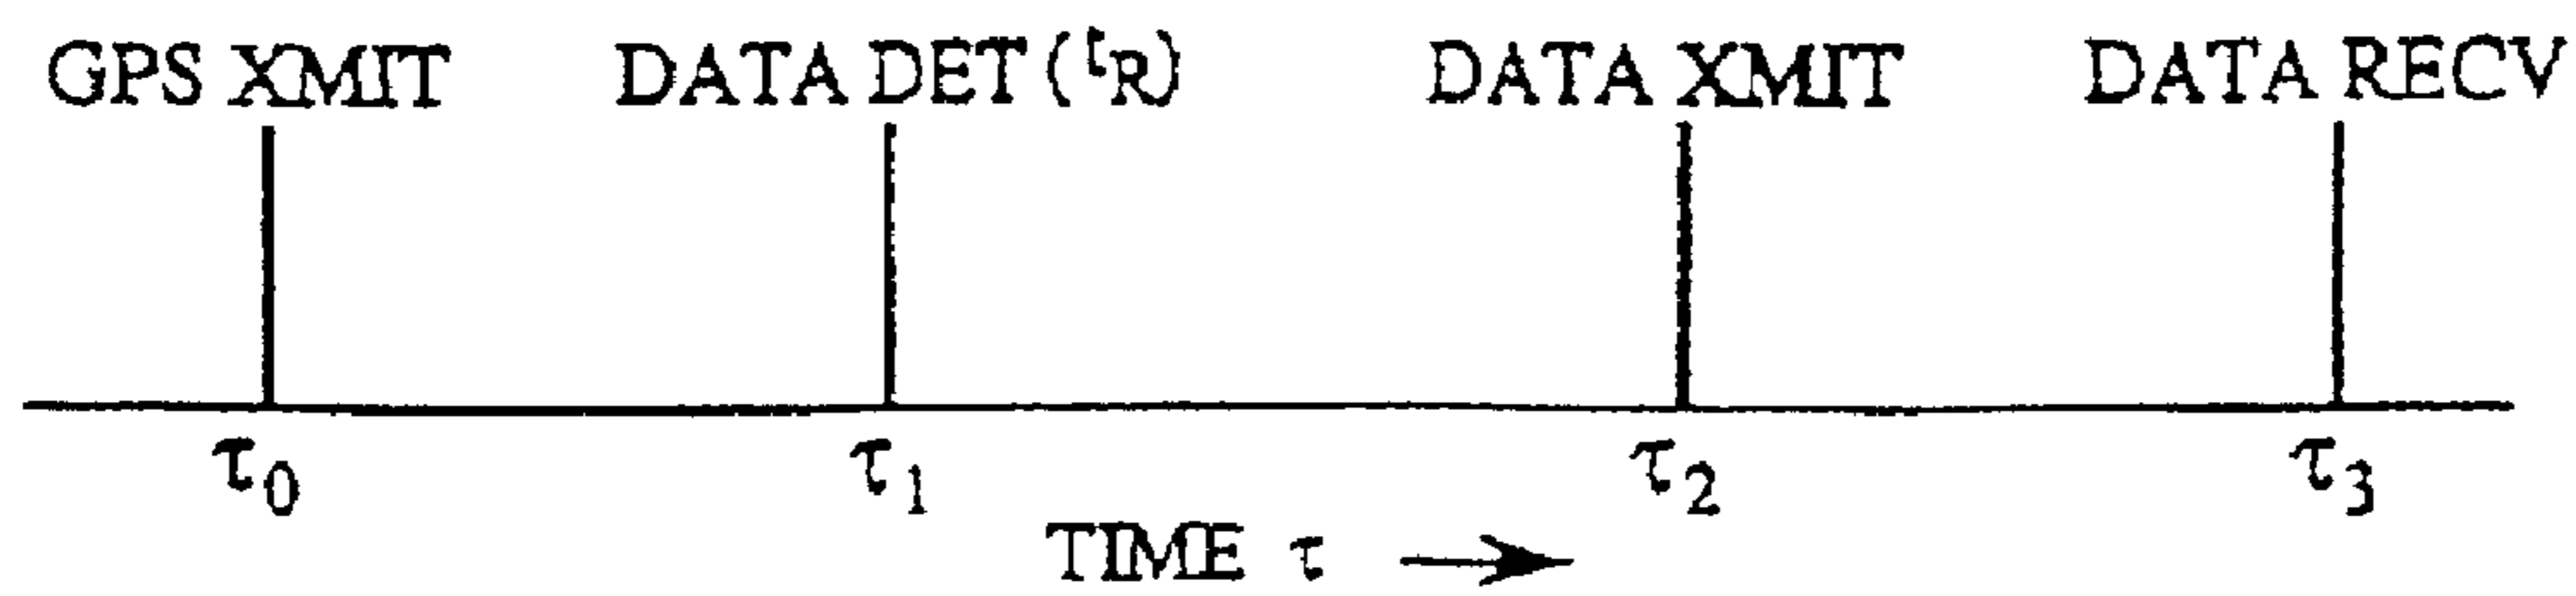 GPS XMIT DATA DET (tR) DATA XMIT DATA RECV
τ0 τ1 τ2 τ3
TIME τ